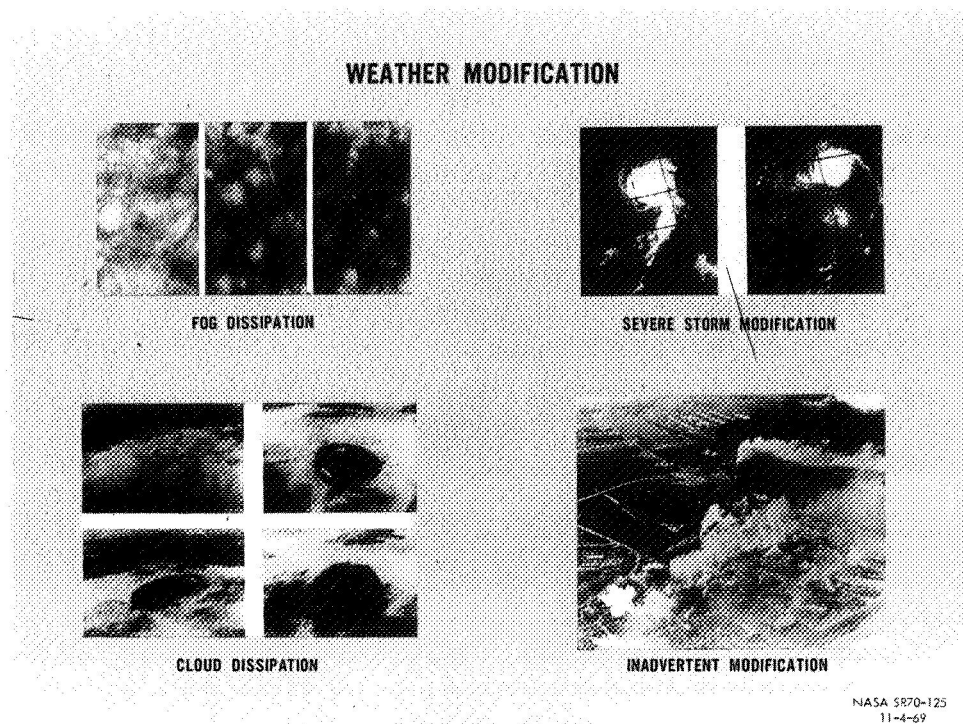 WEATHER MODIFICATION
FOG DISSIPATION
SEVERE STORM MODIFICATION
CLOUD DISSIPATION
INADVERTENT MODIFICATION
NASA SR70-125
11-4-69